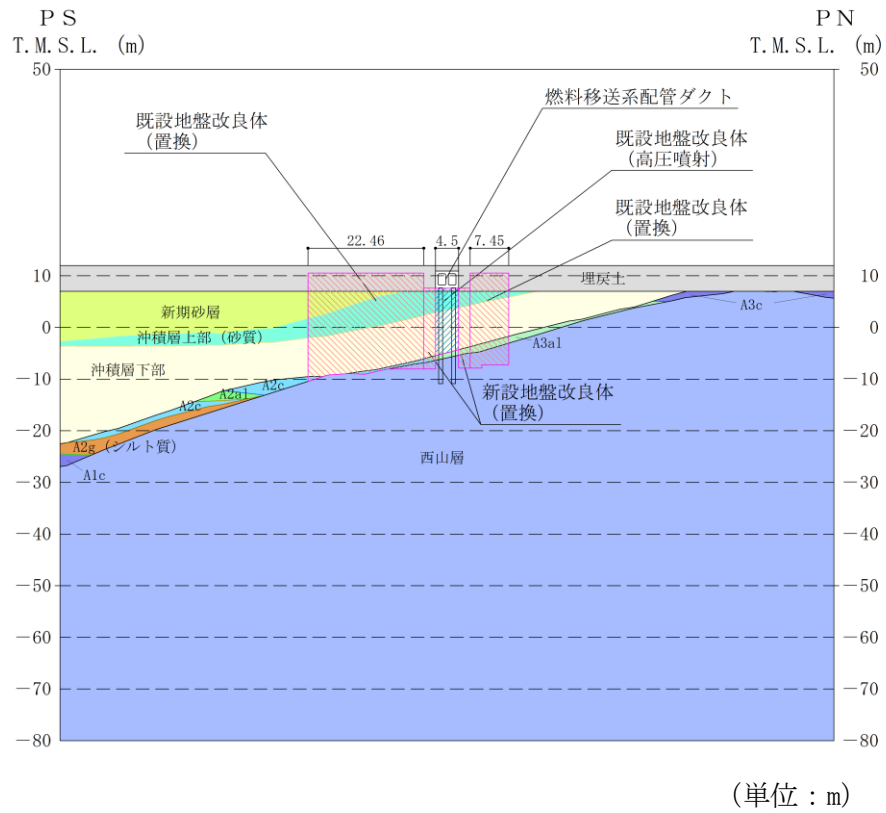 PS
PN
T.M.S.L. (m)
T.M.S.L. (m)
50
50
燃料移送系配管ダクト
既設地盤改良体
(置換)
既設地盤改良体
(高圧噴射)
既設地盤改良体
(置換)
22.46
4.5
7.45
10
埋戻土
10
新期砂層
A3c
0
沖積層上部(砂質)
A3a1
0
沖積層下部
-10
A2c
新設地盤改良体
(置換)
-10
A2a1
A2c
-20
-20
A2g(シルト質)
西山層
A1c
-30
-30
-40
-40
-50
-50
-60
-60
-70
-70
-80
-80
(単位:m)